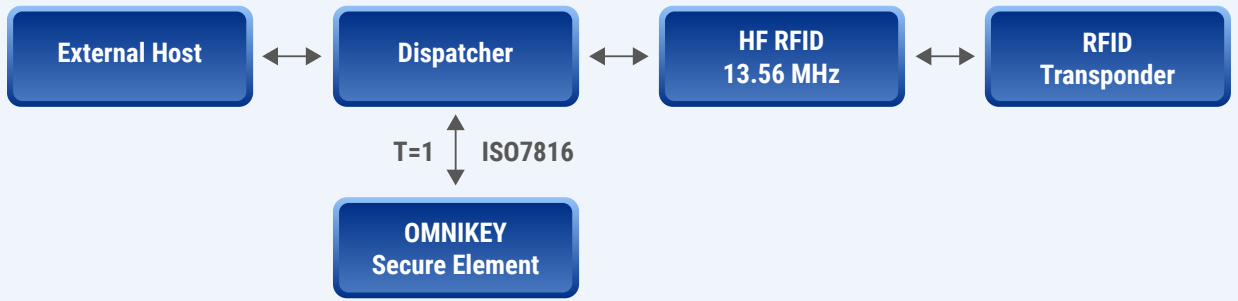 External Host
Dispatcher
HF RFID
13.56 MHz
RFID
Transponder
T=1
ISO7816
OMNIKEY
Secure Element